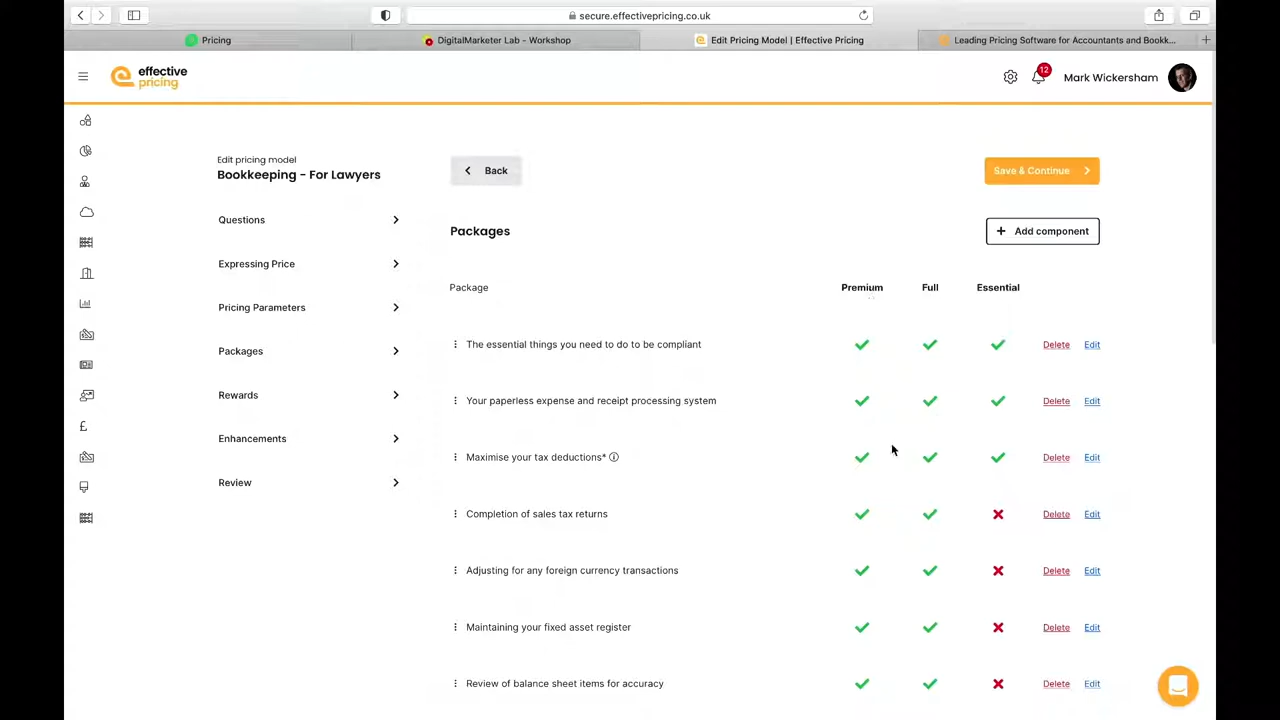 secure.effectivepricing.co.uk
Pricing
DigitalMarketer Lab - Workshop
Edit Pricing Model | Effective Pricing
Leading Pricing Software for Accountants and Bookk...
effective
pricing
12
Mark Wickersham
Edit pricing model
Bookkeeping - For Lawyers
Back
Save & Continue
Questions
Packages
+ Add component
Expressing Price
Package
Premium
Full
Essential
Pricing Parameters
The essential things you need to do to be compliant
Delete
Edit
Packages
Your paperless expense and receipt processing system
Delete
Edit
Rewards
Enhancements
Maximise your tax deductions*
Delete
Edit
Review
Completion of sales tax returns
Delete
Edit
Adjusting for any foreign currency transactions
Delete
Edit
Maintaining your fixed asset register
Delete
Edit
Review of balance sheet items for accuracy
Delete
Edit